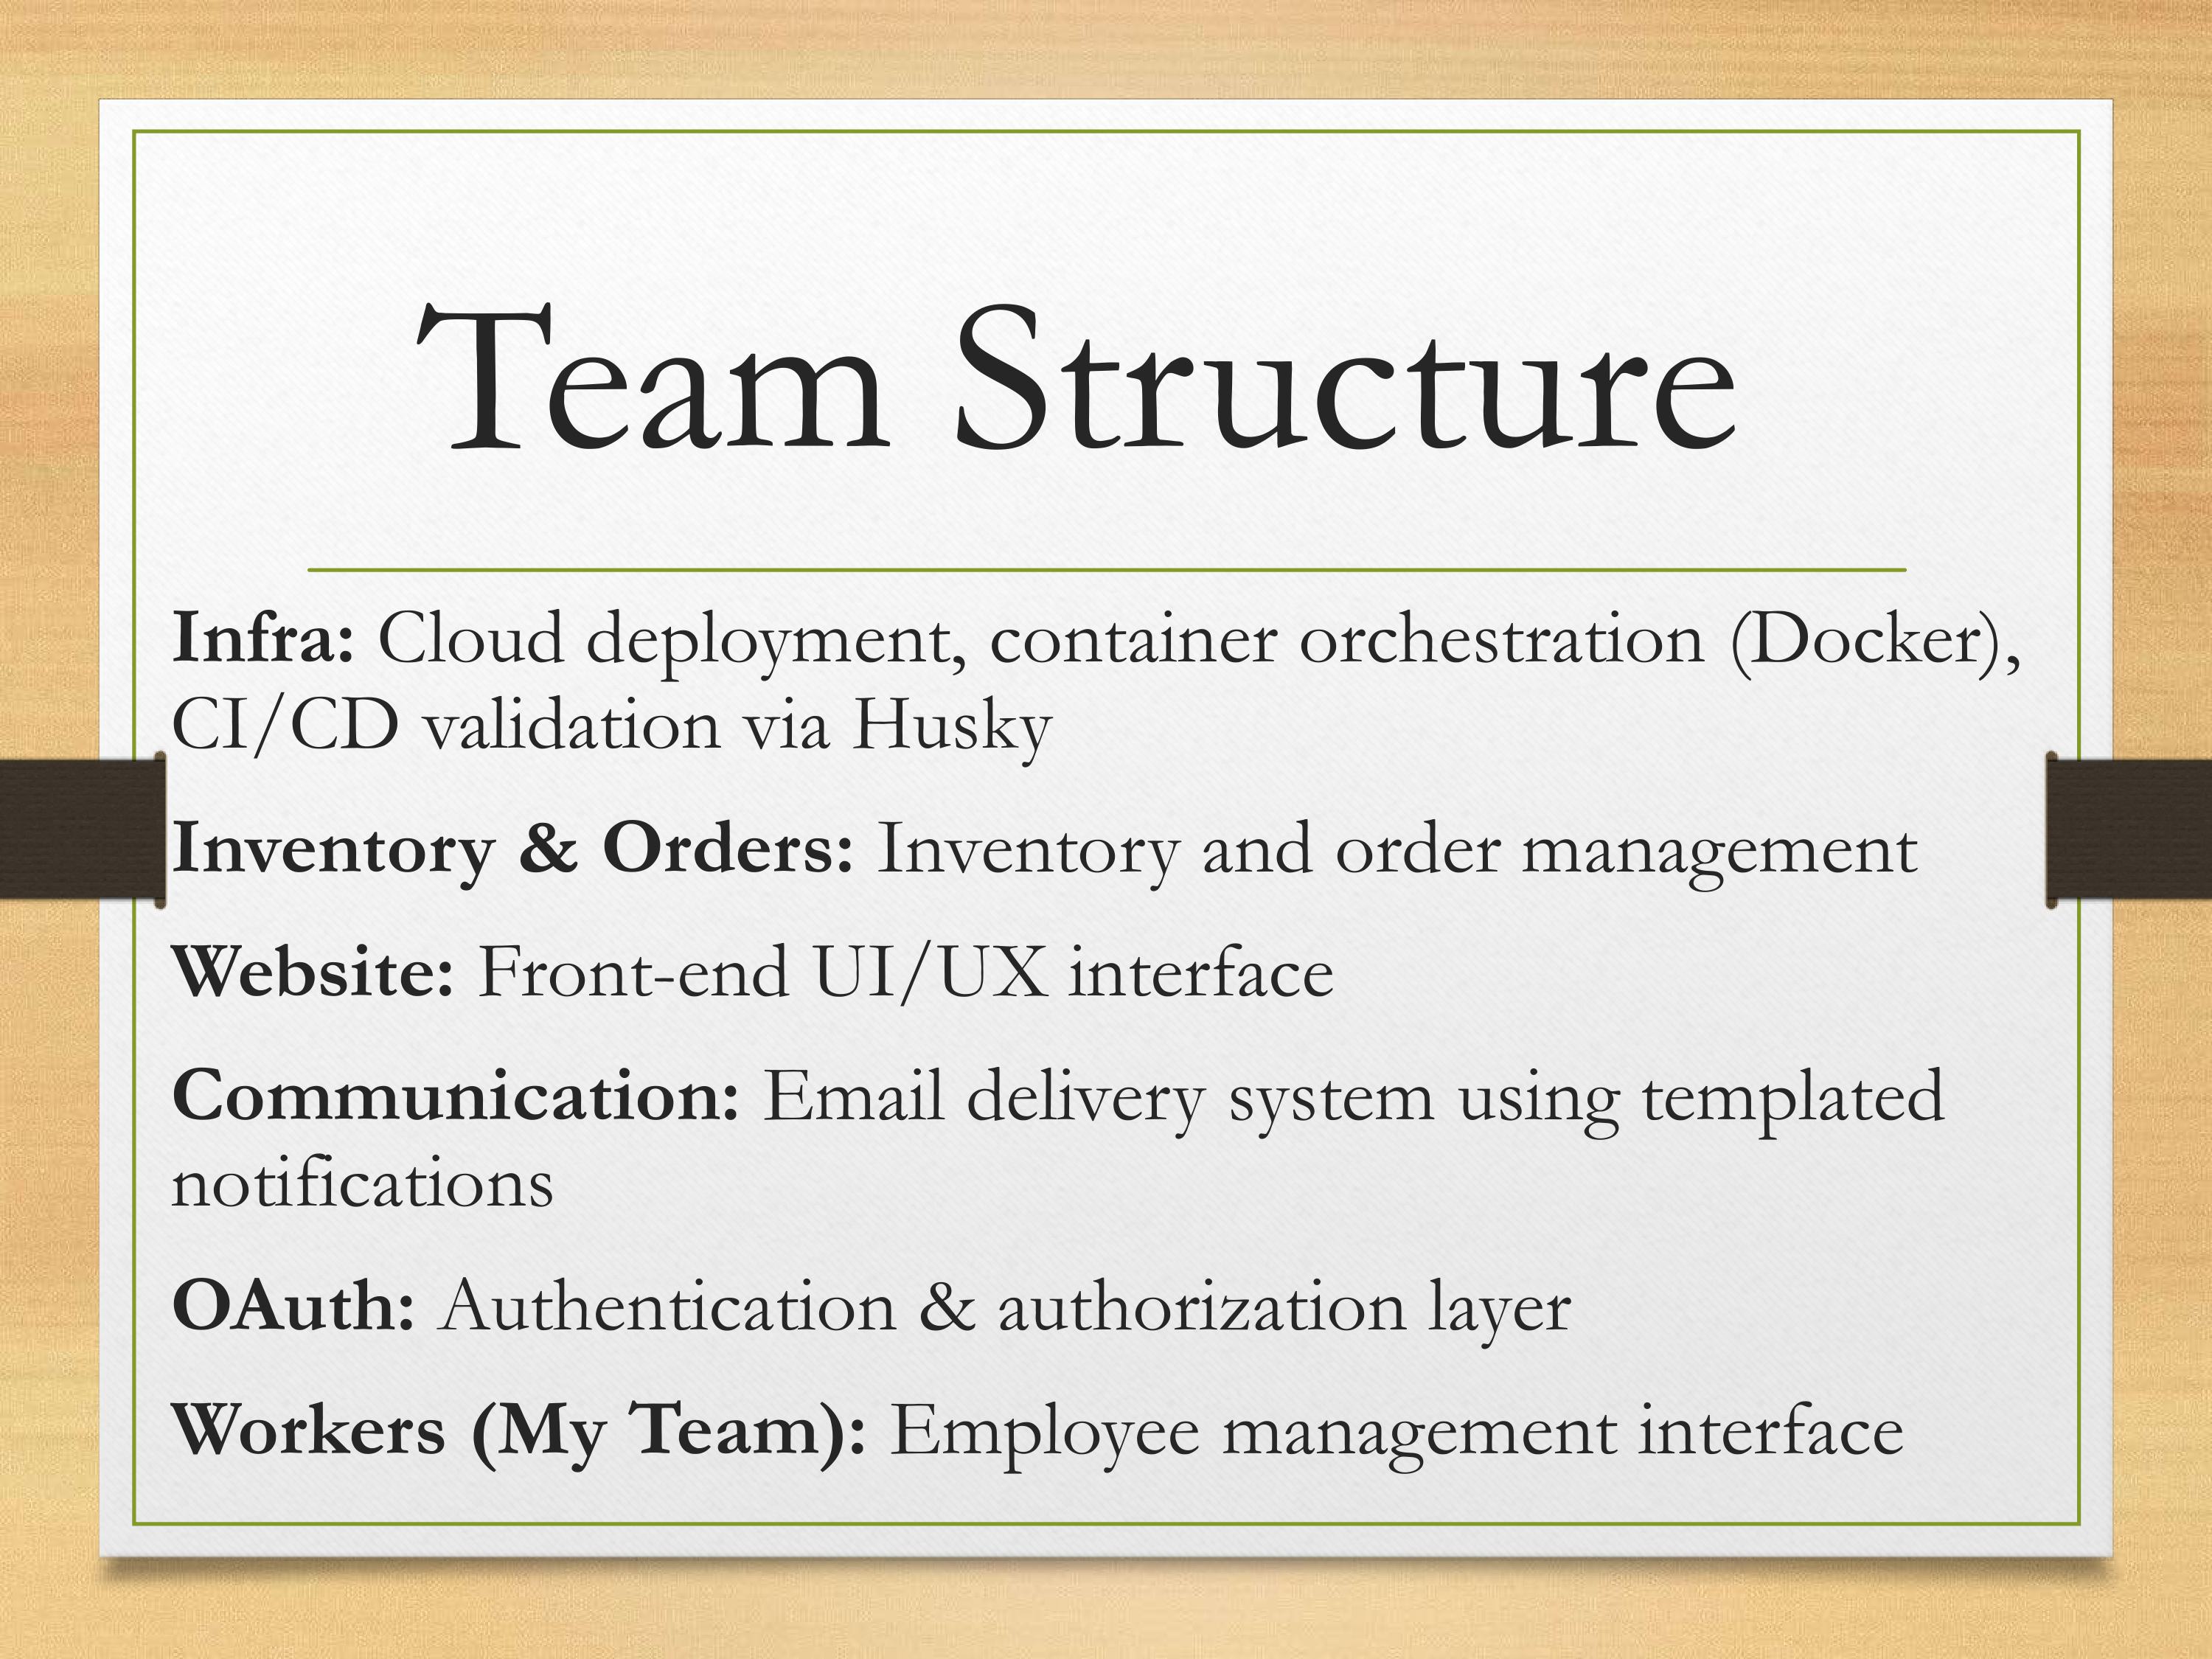 Team Structure
Infra: Cloud deployment, container orchestration (Docker),
CI/CD validation via Husky
Inventory & Orders: Inventory and order management
Website: Front-end UI/UX interface
Communication: Email delivery system using templated
notifications
OAuth: Authentication & authorization layer
Workers (My Team): Employee management interface